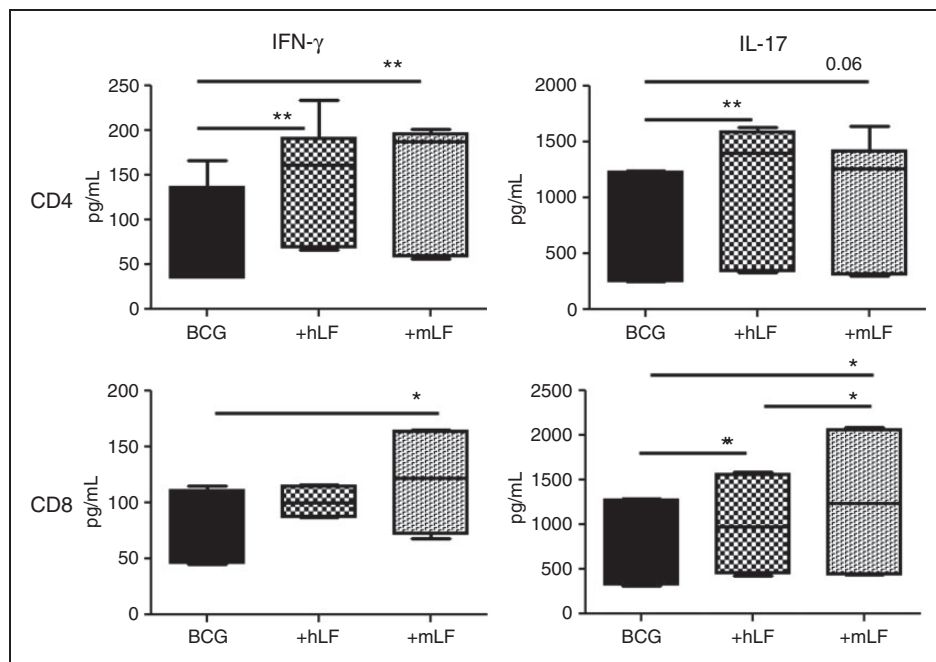 IFN-γ
IL-17
CD4
pg/mL
250
200
150
100
50
0
**
**
BCG
+hLF
+mLF
pg/mL
2000
1500
1000
500
0
**
0.06
BCG
+hLF
+mLF
CD8
pg/mL
200
150
100
50
0
*
BCG
+hLF
+mLF
pg/mL
2500
2000
1500
1000
500
0
*
*
**
BCG
+hLF
+mLF